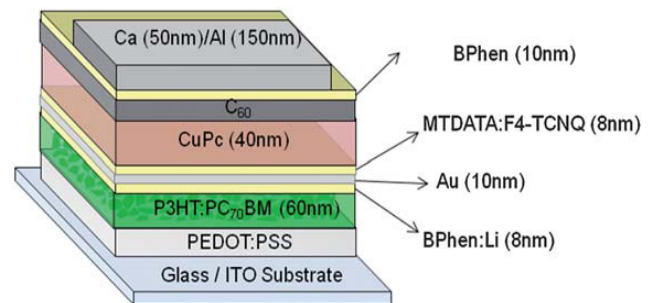 Ca (50nm)/Al (150nm)
BPhen (10nm)
C₆₀
MTDATA:F4-TCNQ (8nm)
CuPc (40nm)
Au (10nm)
P3HT:PC₇₀BM (60nm)
BPhen:Li (8nm)
PEDOT:PSS
Glass / ITO Substrate